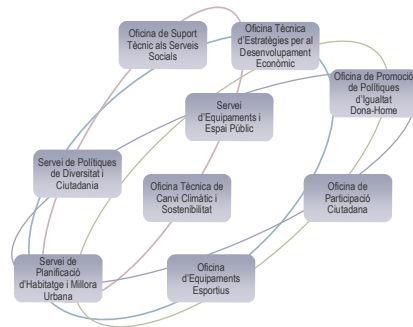 Oficina de Suport
Tècnic als Serveis
Socials
Oficina Tècnica
d'Estratègies per al
Desenvolupament
Econòmic
Oficina de Promoció
de Polítiques
d'Igualtat
Dona-Home
Servei
d'Equipaments i
Espai Públic
Servei de Polítiques
de Diversitat i
Ciutadania
Oficina Tècnica de
Canvi Climàtic i
Sostenibilitat
Oficina de
Participació
Ciutadana
Servei de
Planificació
d'Habitatge i Millora
Urbana
Oficina
d'Equipaments
Esportius